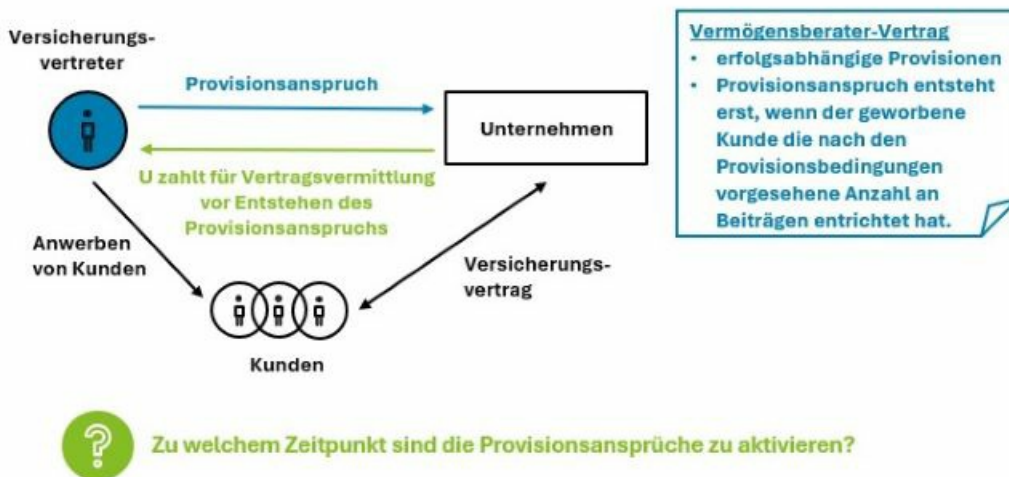 Versicherungs-
vertreter
Provisionsanspruch
Unternehmen
U zahlt für Vertragsvermittlung
vor Entstehen des
Provisionsanspruchs
Anwerben
von Kunden
Versicherungs-
vertrag
Kunden
Vermögensberater-Vertrag
• erfolgsabhängige Provisionen
• Provisionsanspruch entsteht
erst, wenn der geworbene
Kunde die nach den
Provisionsbedingungen
vorgesehene Anzahl an
Beiträgen entrichtet hat.
? Zu welchem Zeitpunkt sind die Provisionsansprüche zu aktivieren?